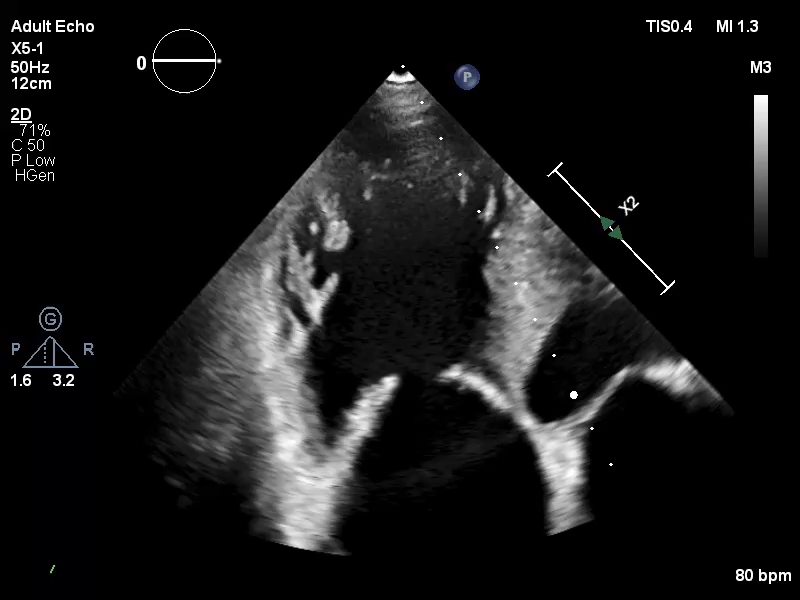 Adult Echo
X5-1
50Hz
12cm
2D
71%
C 50
P Low
HGen
TIS0.4 MI 1.3
M3
0
P
X2
G
P R
1.6 3.2
80 bpm